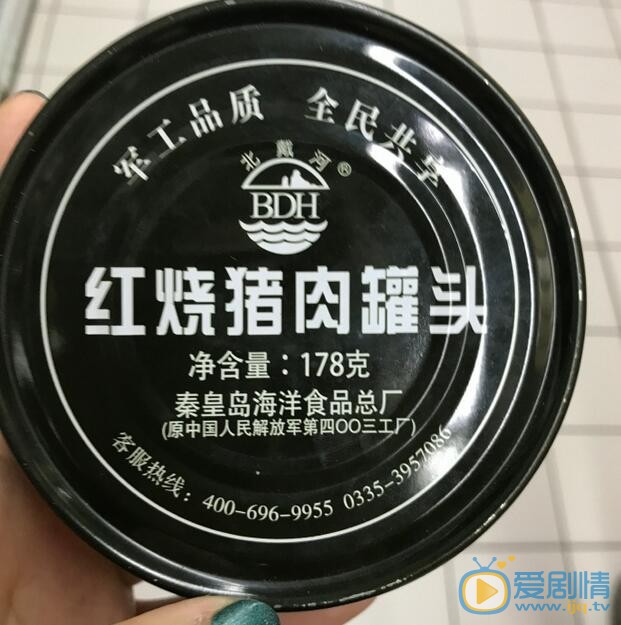 军工品质 全民共享
北戴河®
BDH
红烧猪肉罐头
净含量：178克
秦皇岛海洋食品总厂
(原中国人民解放军第四OO三工厂)
客服热线：400-696-9955 0335-3957086
爱剧情
www.ijq.tv